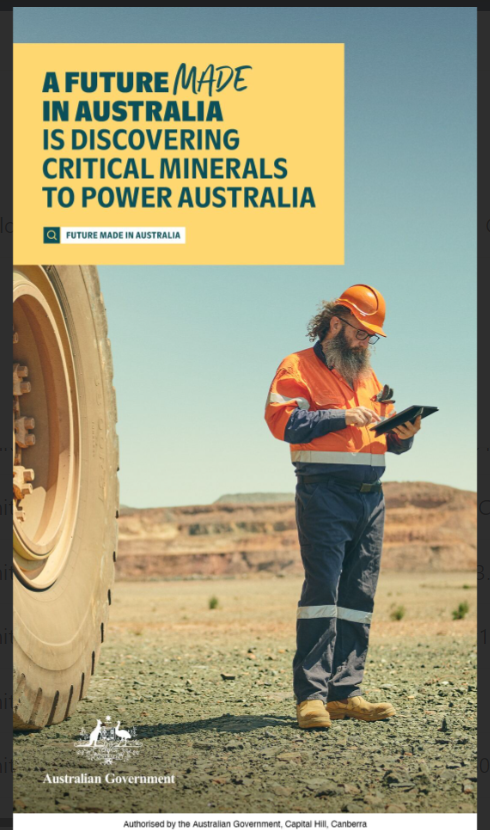 A FUTURE MADE
IN AUSTRALIA
IS DISCOVERING
CRITICAL MINERALS
TO POWER AUSTRALIA
FUTURE MADE IN AUSTRALIA
Australian Government
Authorised by the Australian Government, Capital Hill, Canberra